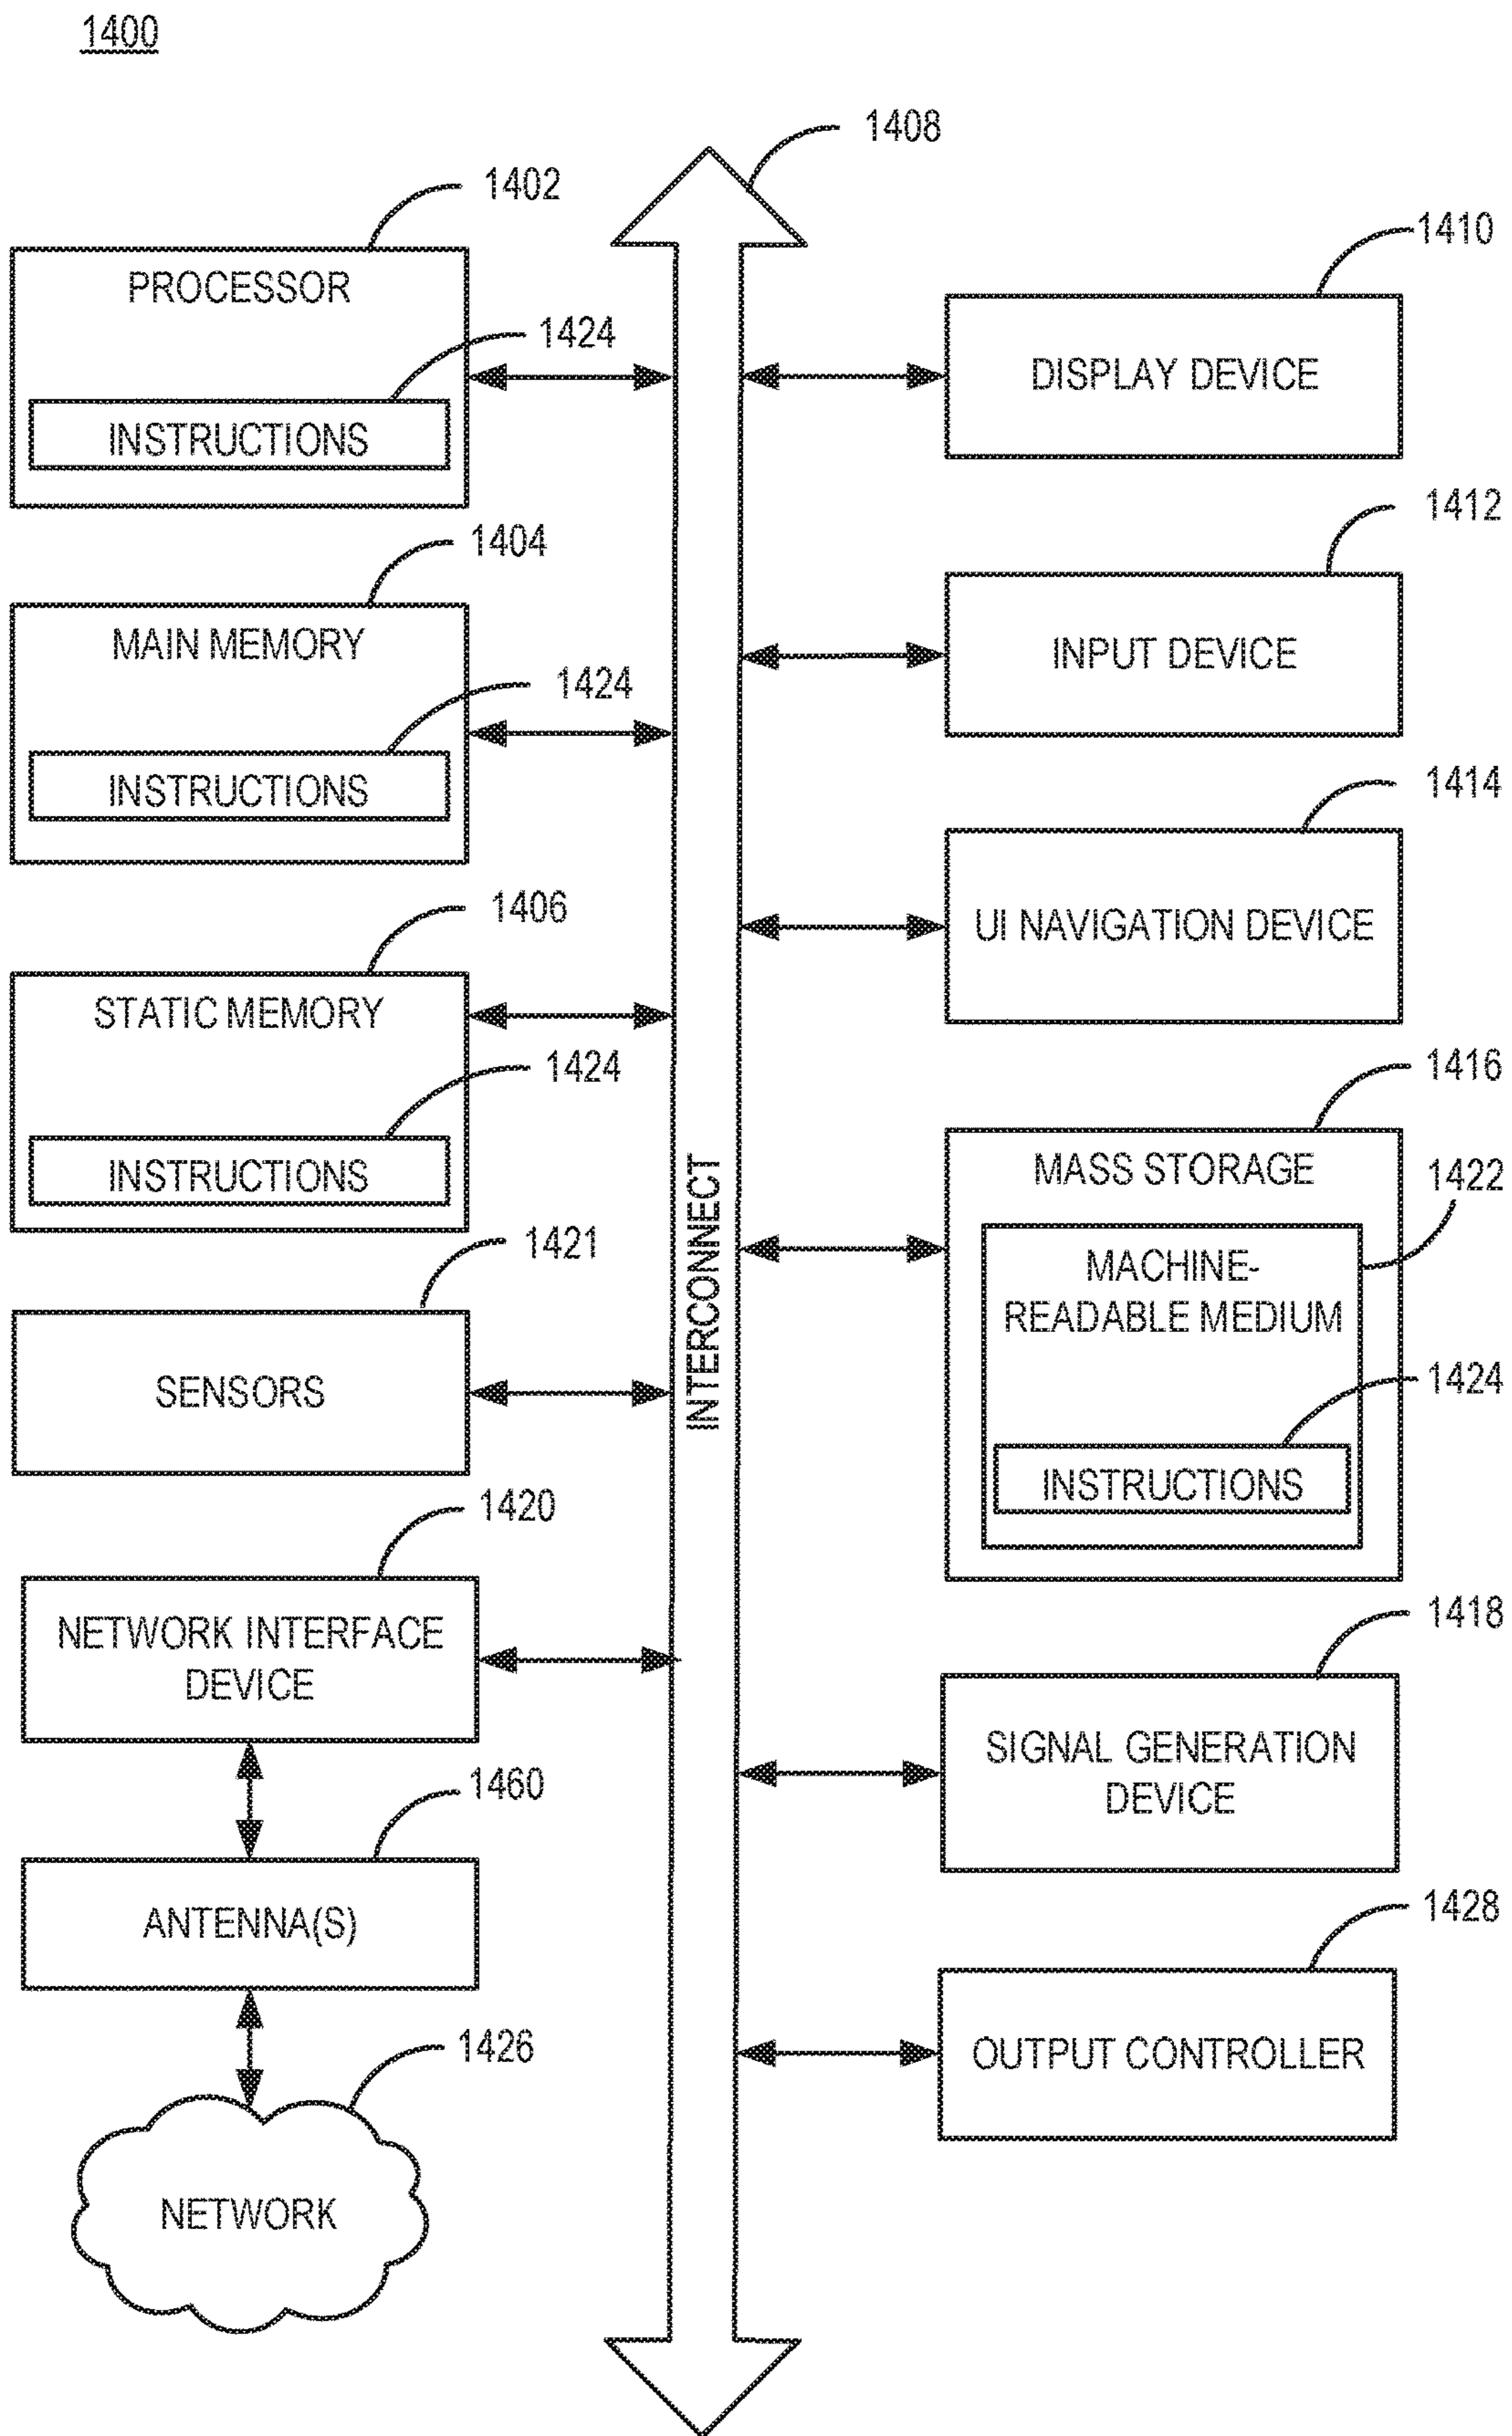 1400
1408
1402
PROCESSOR
1424
INSTRUCTIONS
1404
MAIN MEMORY
1424
INSTRUCTIONS
1406
STATIC MEMORY
1424
INSTRUCTIONS
1421
SENSORS
1420
NETWORK INTERFACE
DEVICE
1460
ANTENNA(S)
1426
NETWORK
INTERCONNECT
1410
DISPLAY DEVICE
1412
INPUT DEVICE
1414
UI NAVIGATION DEVICE
1416
MASS STORAGE
1422
MACHINE-
READABLE MEDIUM
1424
INSTRUCTIONS
1418
SIGNAL GENERATION
DEVICE
1428
OUTPUT CONTROLLER